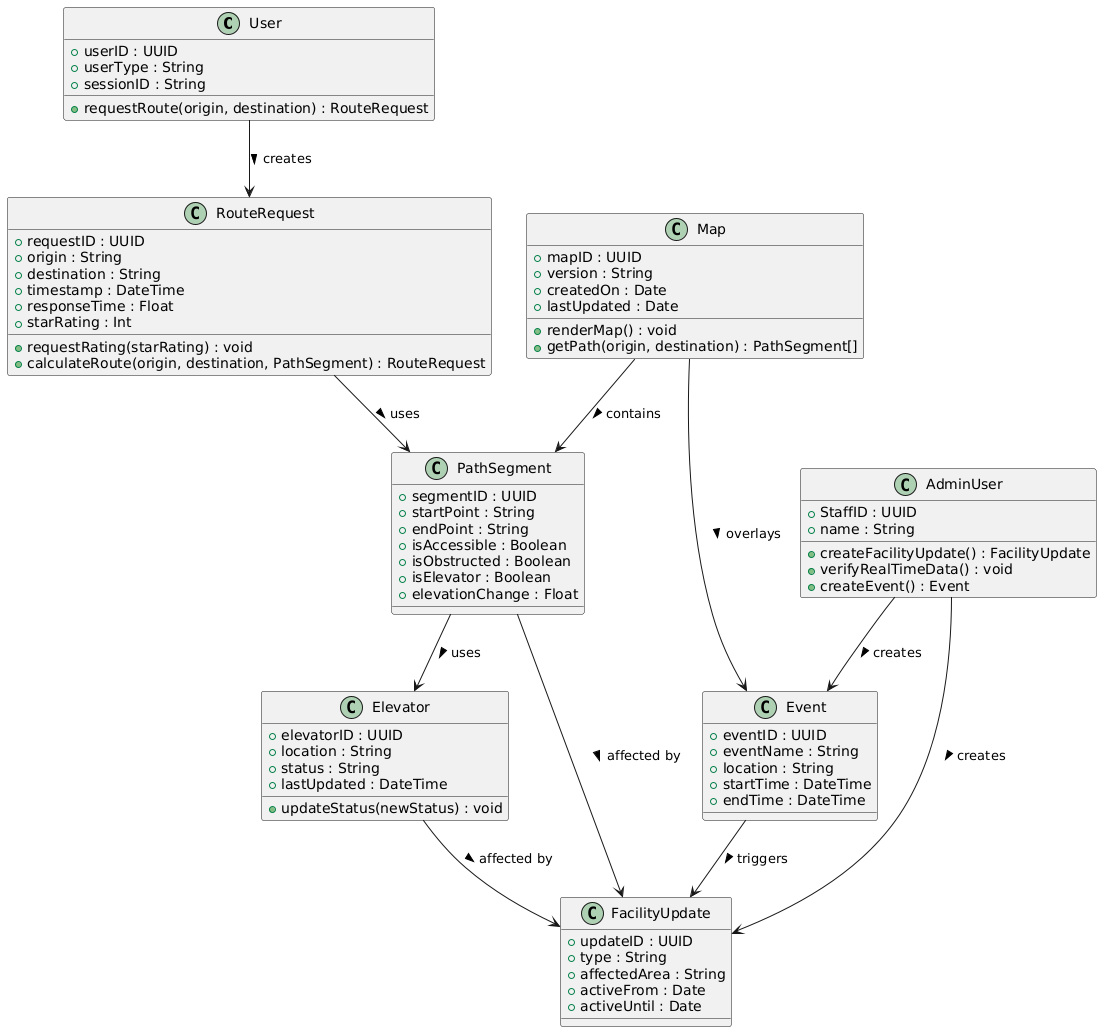 C User
userID : UUID
userType : String
sessionID : String
requestRoute(origin, destination) : RouteRequest
creates
C RouteRequest
requestID : UUID
origin : String
destination : String
timestamp : DateTime
responseTime : Float
starRating : Int
requestRating(starRating) : void
calculateRoute(origin, destination, PathSegment) : RouteRequest
C Map
mapID : UUID
version : String
createdOn : Date
lastUpdated : Date
renderMap() : void
getPath(origin, destination) : PathSegment[]
uses
contains
overlays
C PathSegment
segmentID : UUID
startPoint : String
endPoint : String
isAccessible : Boolean
isObstructed : Boolean
isElevator : Boolean
elevationChange : Float
C AdminUser
StaffID : UUID
name : String
createFacilityUpdate() : FacilityUpdate
verifyRealTimeData() : void
createEvent() : Event
uses
affected by
creates
creates
C Elevator
elevatorID : UUID
location : String
status : String
lastUpdated : DateTime
updateStatus(newStatus) : void
C Event
eventID : UUID
eventName : String
location : String
startTime : DateTime
endTime : DateTime
affected by
triggers
C FacilityUpdate
updateID : UUID
type : String
affectedArea : String
activeFrom : Date
activeUntil : Date